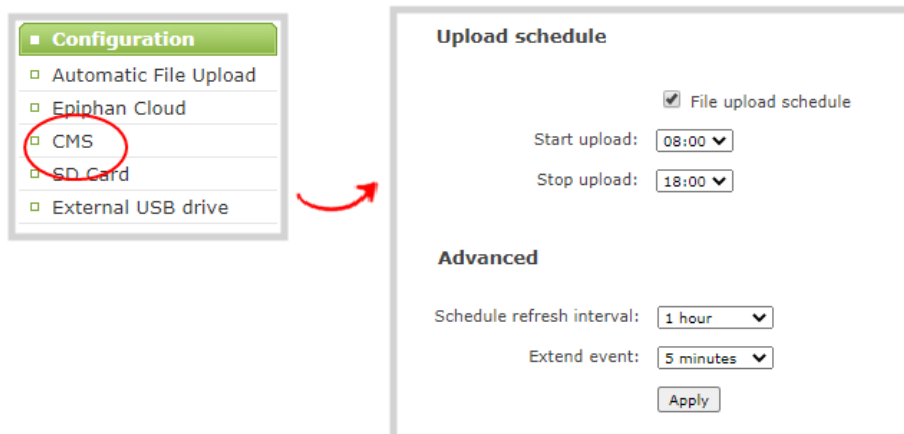 Configuration
Automatic File Upload
Epiphan Cloud
CMS
SD Card
External USB drive
Upload schedule
File upload schedule
Start upload: 08:00
Stop upload: 18:00
Advanced
Schedule refresh interval: 1 hour
Extend event: 5 minutes
Apply